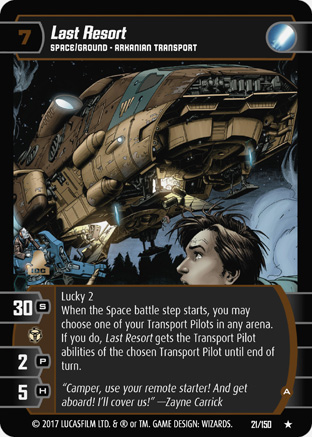 7
Last Resort
SPACE/GROUND - ARKANIAN TRANSPORT
30 S
2 P
5 H
Lucky 2
When the Space battle step starts, you may
choose one of your Transport Pilots in any arena.
If you do, Last Resort gets the Transport Pilot
abilities of the chosen Transport Pilot until end of
turn.
“Camper, use your remote starter! And get
aboard! I'll cover us!” —Zayne Carrick
A
© 2017 LUCASFILM LTD. & ® or TM. GAME DESIGN: WIZARDS.
21/150